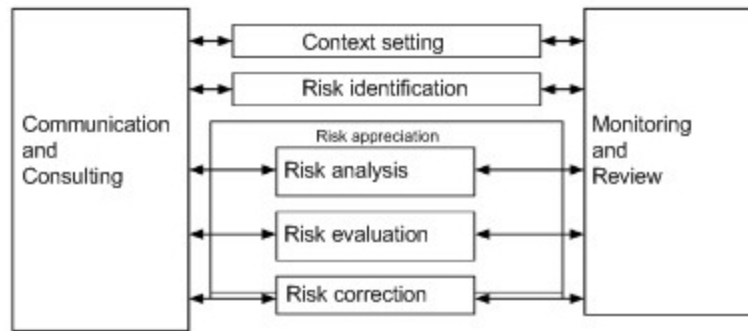 Communication
and
Consulting
Context setting
Risk identification
Risk appreciation
Risk analysis
Risk evaluation
Risk correction
Monitoring
and
Review